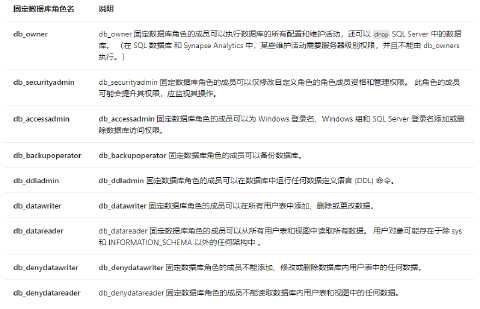 固定数据库角色名 说明
db_owner db_owner 固定数据库角色的成员可以执行数据库的所有配置和维护活动，还可以 drop SQL Server 中的数据
库。 （在 SQL 数据库 和 Synapse Analytics 中，某些维护活动需要服务器级别权限，并且不能由 db_owners
执行。）
db_securityadmin db_securityadmin 固定数据库角色的成员可以仅修改自定义角色的角色成员资格和管理权限。 此角色的成员
可能会提升其权限，应监视其操作。
db_accessadmin db_accessadmin 固定数据库角色的成员可以为 Windows 登录名、Windows 组和 SQL Server 登录名添加或删
除数据库访问权限。
db_backupoperator db_backupoperator 固定数据库角色的成员可以备份数据库。
db_ddladmin db_ddladmin 固定数据库角色的成员可以在数据库中运行任何数据定义语言 (DDL) 命令。
db_datawriter db_datawriter 固定数据库角色的成员可以在所有用户表中添加、删除或更改数据。
db_datareader db_datareader 固定数据库角色的成员可以从所有用户表和视图中读取所有数据。 用户对象可能存在于除 sys
和 INFORMATION_SCHEMA 以外的任何架构中 。
db_denydatawriter db_denydatawriter 固定数据库角色的成员不能添加、修改或删除数据库内用户表中的任何数据。
db_denydatareader db_denydatareader 固定数据库角色的成员不能读取数据库内用户表和视图中的任何数据。